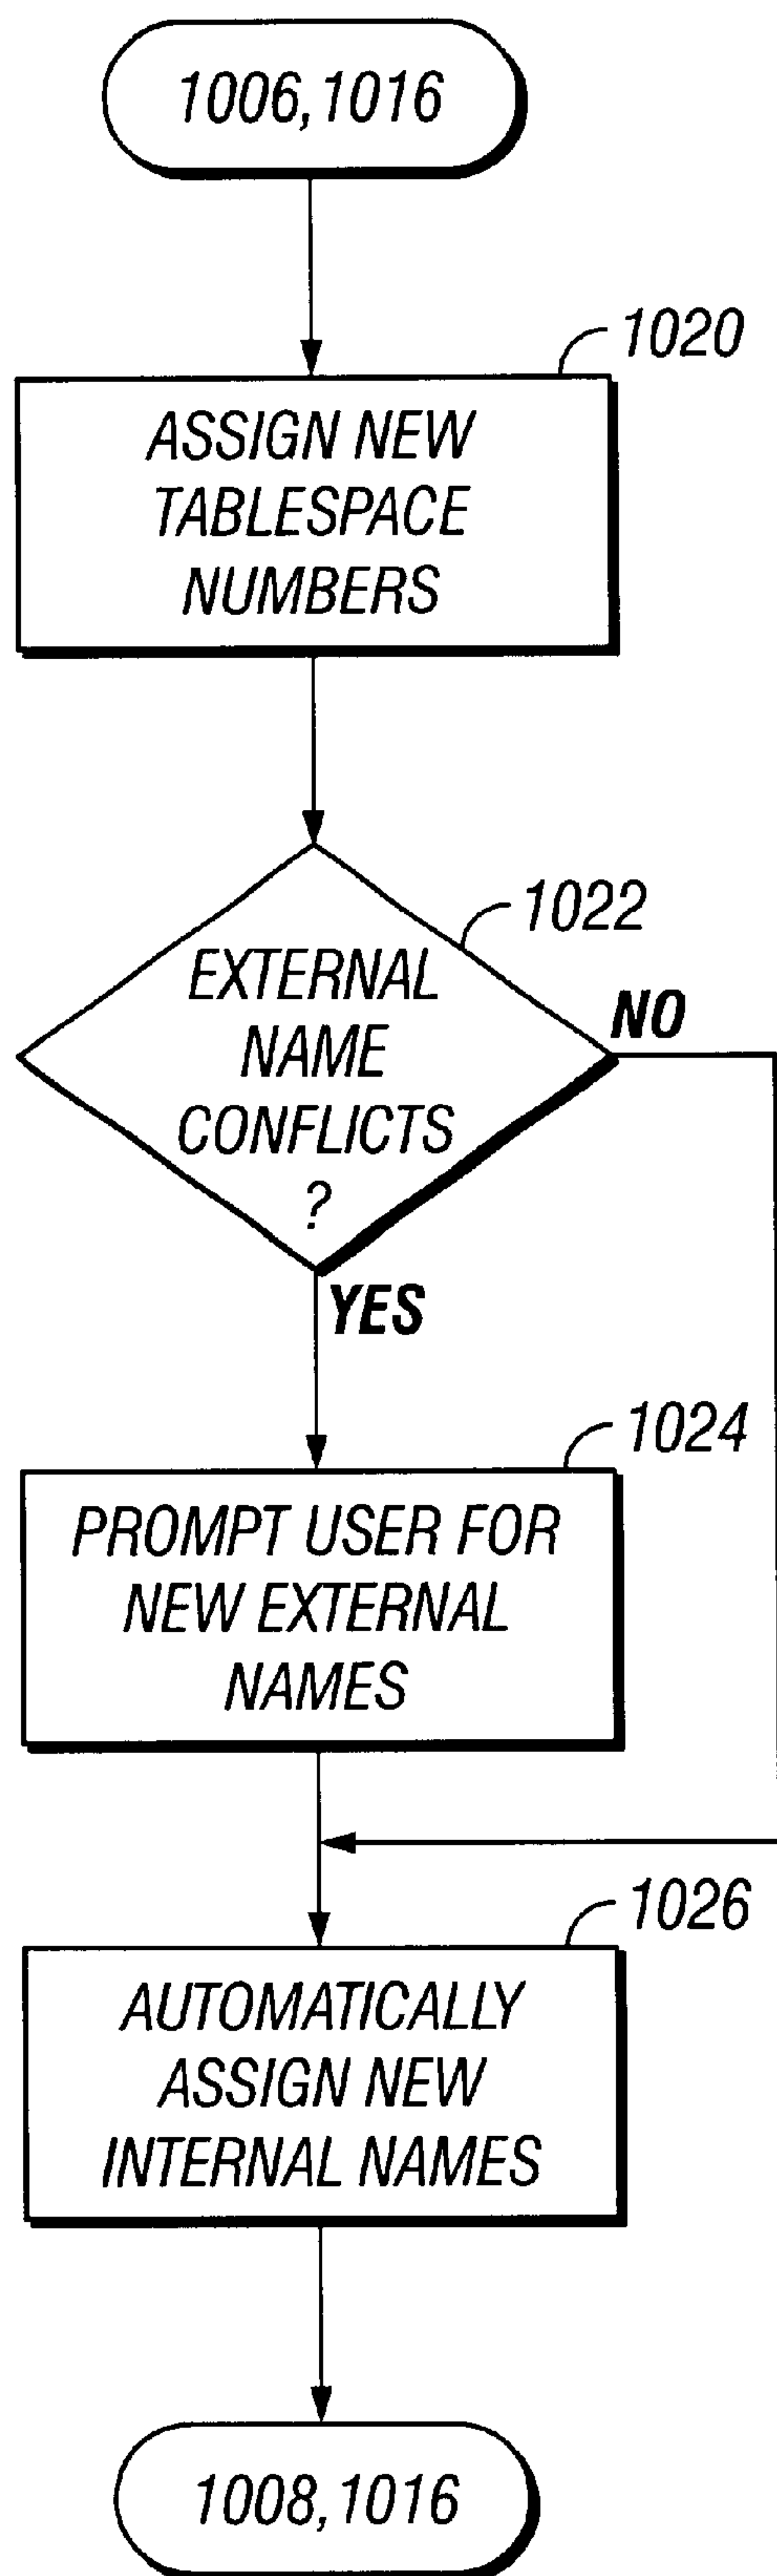 1006,1016
1020
ASSIGN NEW
TABLESPACE
NUMBERS
1022
EXTERNAL
NAME
CONFLICTS
?
NO
YES
1024
PROMPT USER FOR
NEW EXTERNAL
NAMES
1026
AUTOMATICALLY
ASSIGN NEW
INTERNAL NAMES
1008,1016